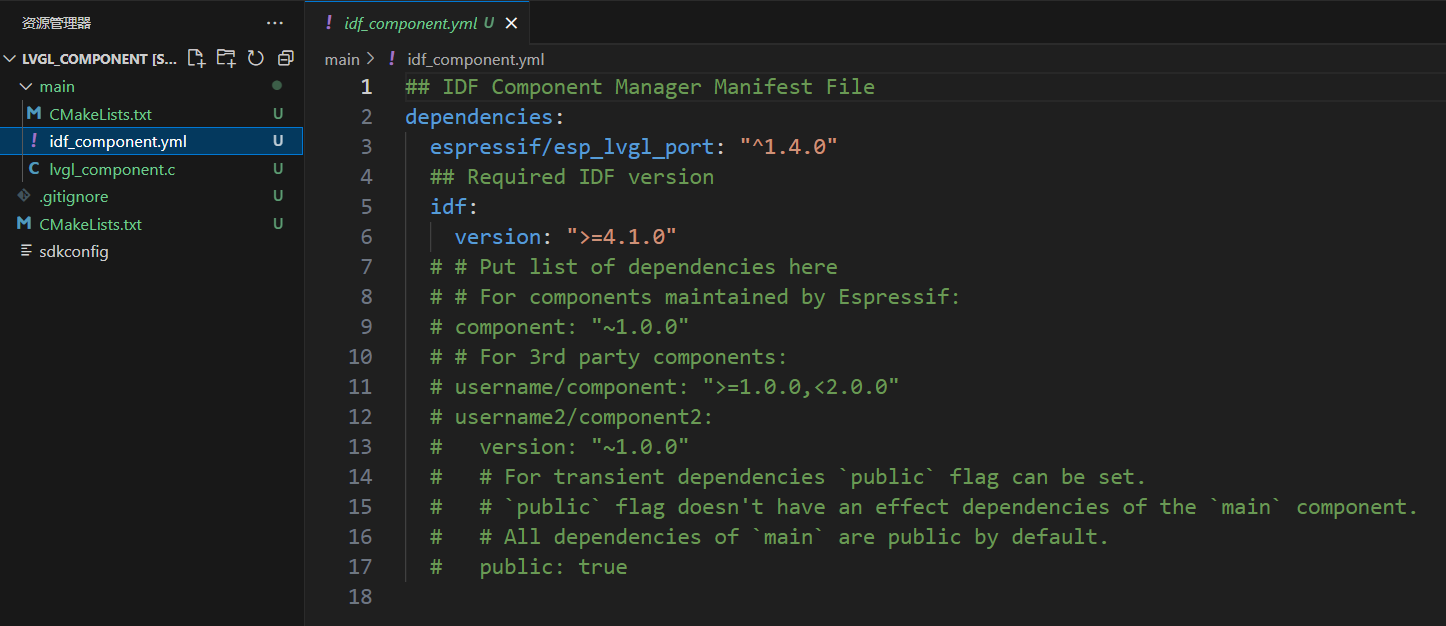 资源管理器
···
LVGL_COMPONENT [S...
main
M CMakeLists.txt U
! idf_component.yml U
C lvgl_component.c U
.gitignore U
M CMakeLists.txt U
sdkconfig
! idf_component.yml U
main > ! idf_component.yml
1 ## IDF Component Manager Manifest File
2 dependencies:
3 espressif/esp_lvgl_port: "^1.4.0"
4 ## Required IDF version
5 idf:
6 version: ">=4.1.0"
7 # # Put list of dependencies here
8 # # For components maintained by Espressif:
9 # component: "~1.0.0"
10 # # For 3rd party components:
11 # username/component: ">=1.0.0,<2.0.0"
12 # username2/component2:
13 #   version: "~1.0.0"
14 #   # For transient dependencies `public` flag can be set.
15 #   # `public` flag doesn't have an effect dependencies of the `main` component.
16 #   # All dependencies of `main` are public by default.
17 #   public: true
18